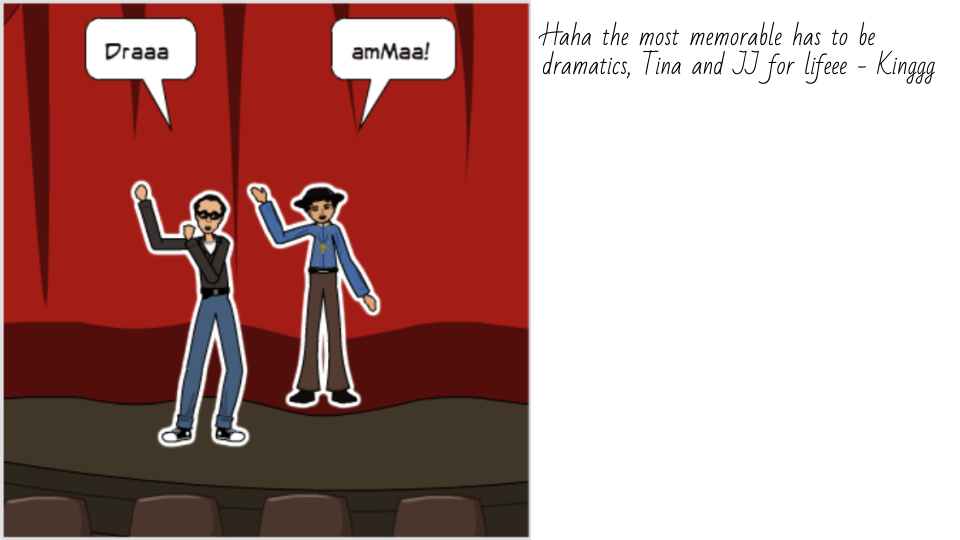 Draaa
amMaa!
Haha the most memorable has to be
dramatics, Tina and JJ for lifeee - Kinggg